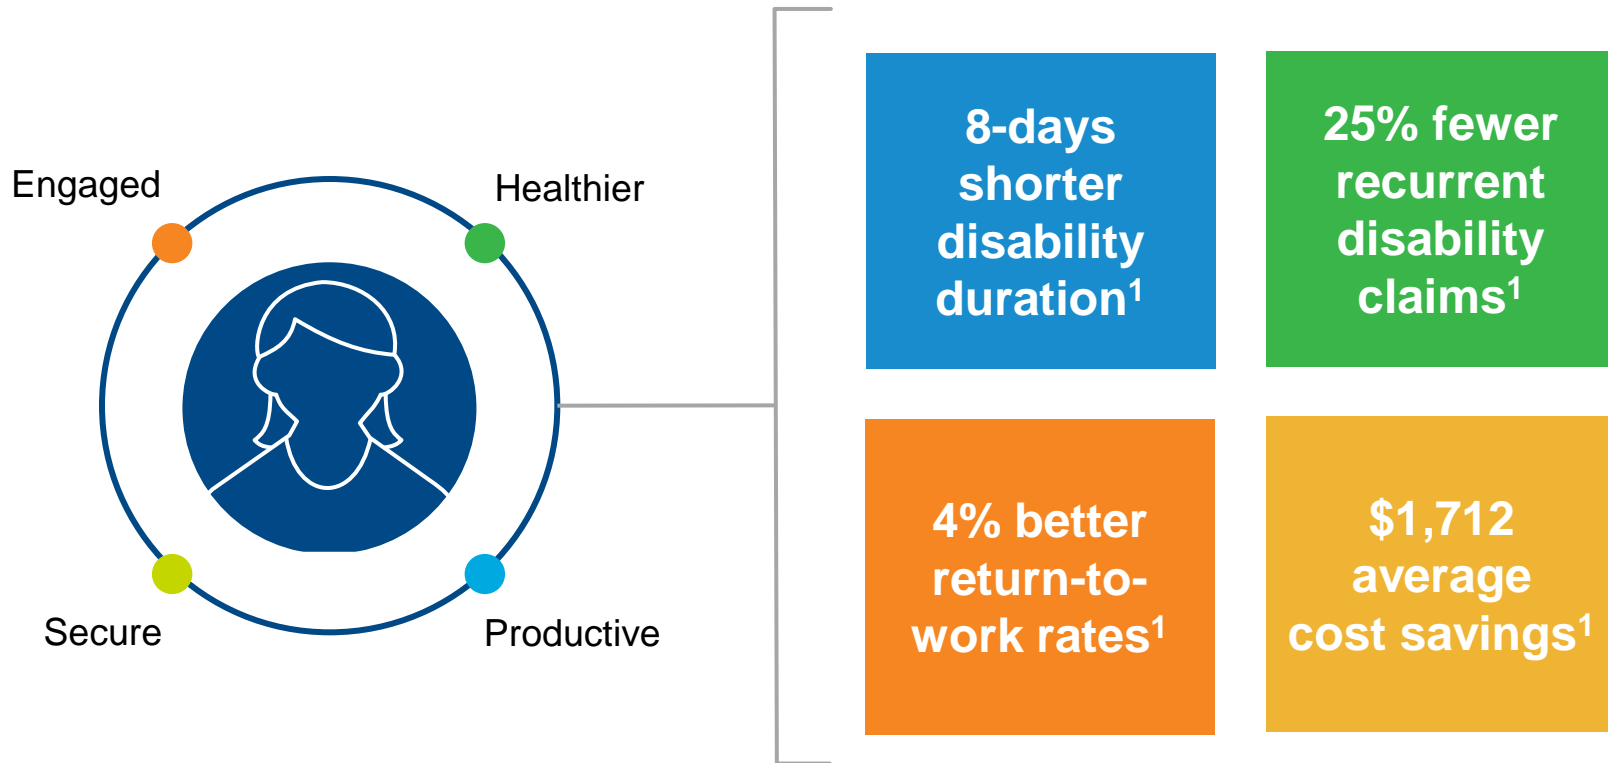 Engaged
Healthier
Secure
Productive
8-days
shorter
disability
duration¹
25% fewer
recurrent
disability
claims¹
4% better
return-to-
work rates¹
$1,712
average
cost savings¹